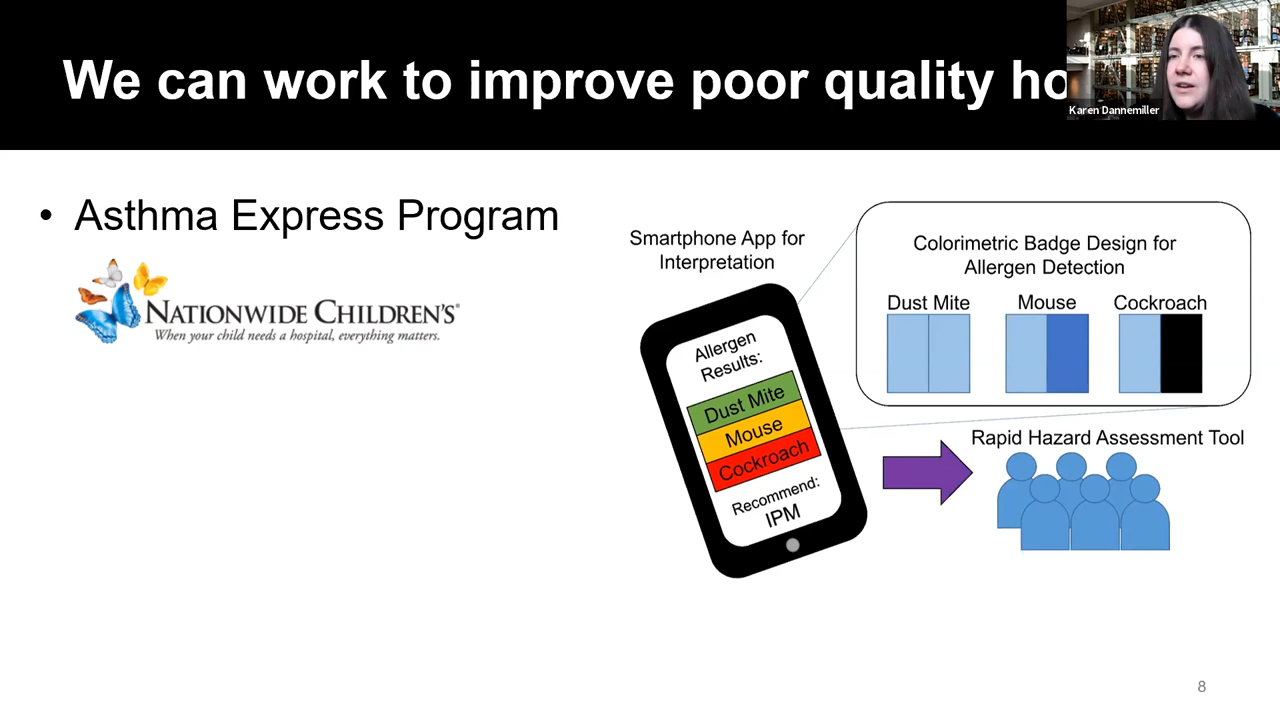 We can work to improve poor quality ho
Karen Dannemiller
• Asthma Express Program
NATIONWIDE CHILDREN'S®
When your child needs a hospital, everything matters.
Smartphone App for
Interpretation
Allergen
Results:
Dust Mite
Mouse
Cockroach
Recommend:
IPM
Colorimetric Badge Design for
Allergen Detection
Dust Mite Mouse Cockroach
Rapid Hazard Assessment Tool
8